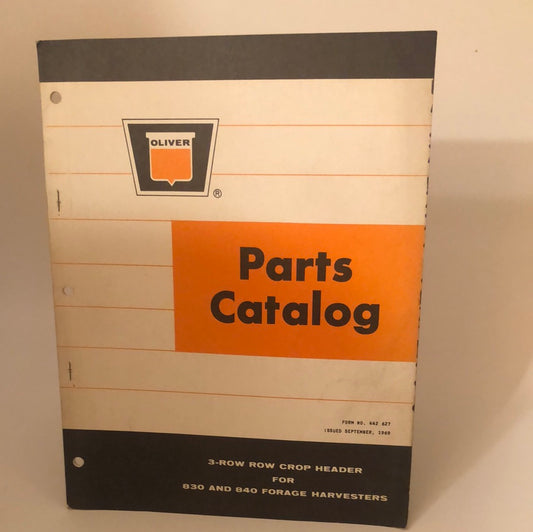 OLIVER
®
Parts
Catalog
FORM NO. 442 627
ISSUED SEPTEMBER, 1969
3-ROW ROW CROP HEADER
FOR
830 AND 840 FORAGE HARVESTERS